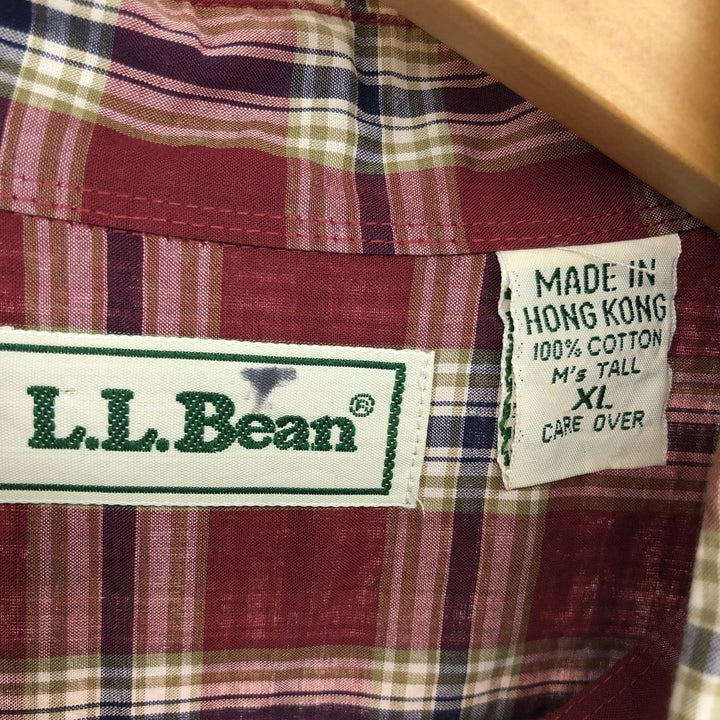 L.L.Bean®
MADE IN
HONG KONG
100% COTTON
M's TALL
XL
CARE OVER